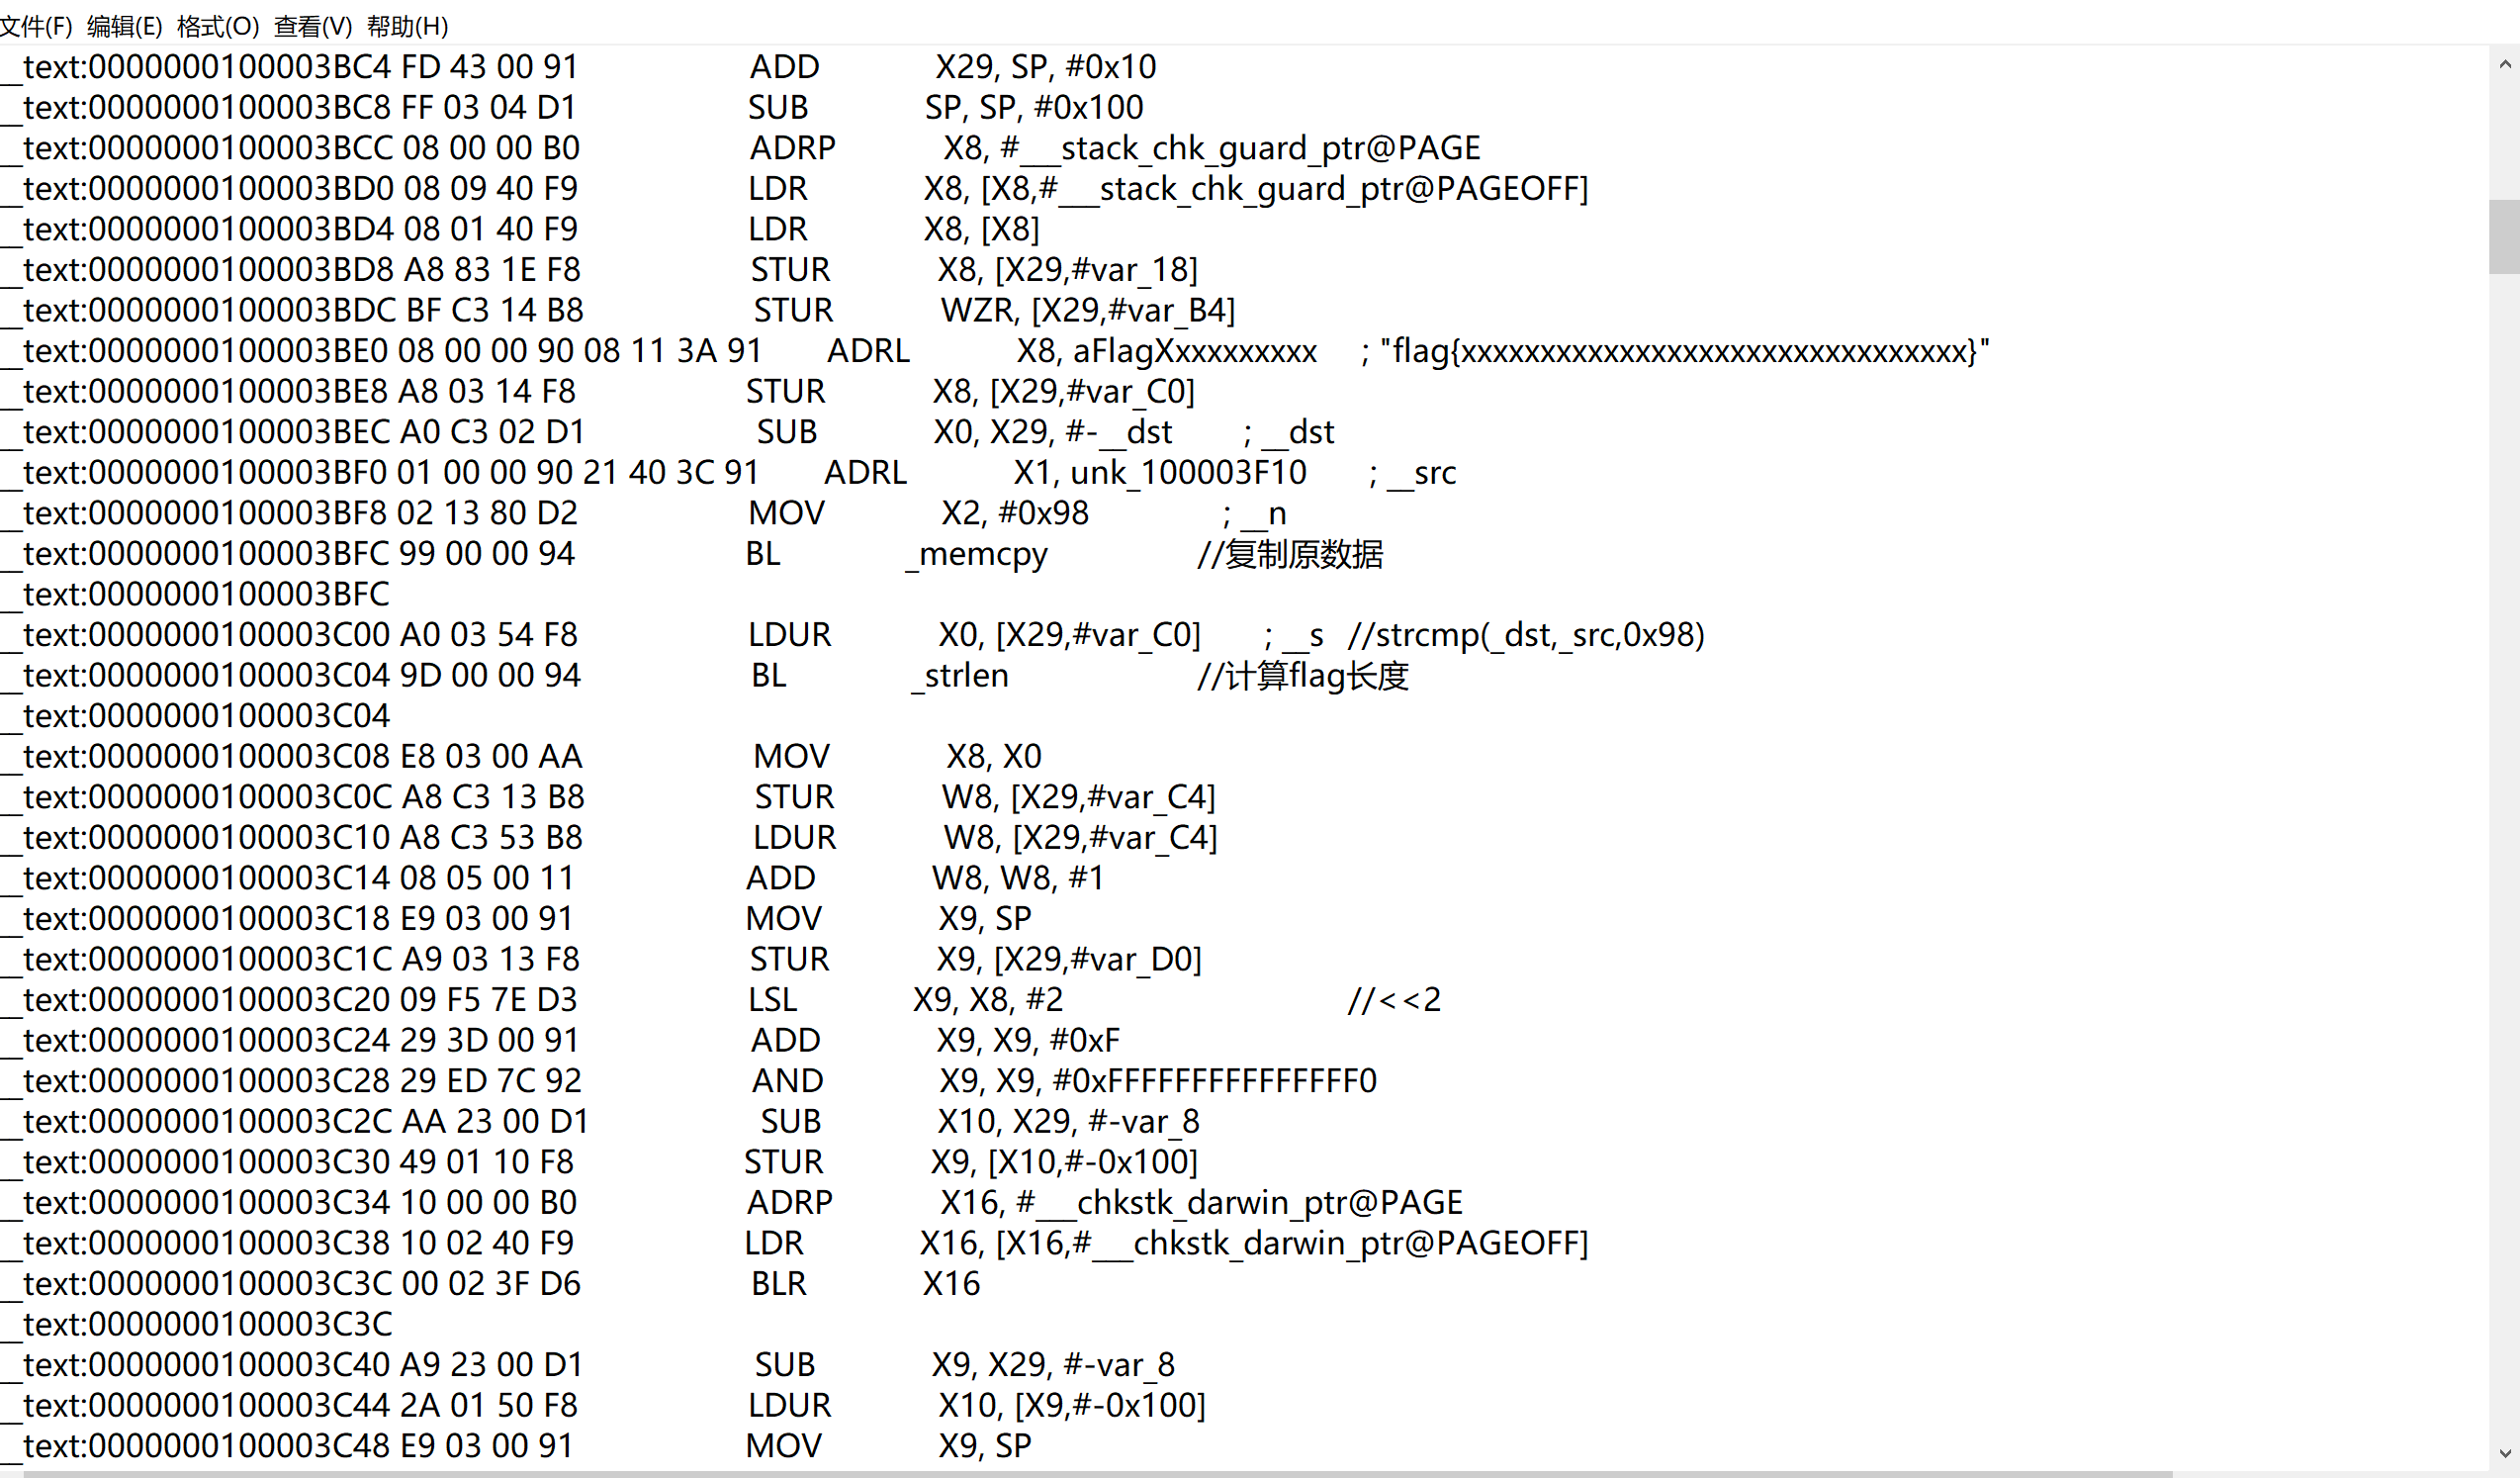 文件(F) 编辑(E) 格式(O) 查看(V) 帮助(H)
__text:0000000100003BC4 FD 43 00 91 ADD X29, SP, #0x10
__text:0000000100003BC8 FF 03 04 D1 SUB SP, SP, #0x100
__text:0000000100003BCC 08 00 00 B0 ADRP X8, #___stack_chk_guard_ptr@PAGE
__text:0000000100003BD0 08 09 40 F9 LDR X8, [X8,#___stack_chk_guard_ptr@PAGEOFF]
__text:0000000100003BD4 08 01 40 F9 LDR X8, [X8]
__text:0000000100003BD8 A8 83 1E F8 STUR X8, [X29,#var_18]
__text:0000000100003BDC BF C3 14 B8 STUR WZR, [X29,#var_B4]
__text:0000000100003BE0 08 00 00 90 08 11 3A 91 ADRL X8, aFlagXxxxxxxxxx ; "flag{xxxxxxxxxxxxxxxxxxxxxxxxxxxxxxxx}"
__text:0000000100003BE8 A8 03 14 F8 STUR X8, [X29,#var_C0]
__text:0000000100003BEC A0 C3 02 D1 SUB X0, X29, #-__dst ; __dst
__text:0000000100003BF0 01 00 00 90 21 40 3C 91 ADRL X1, unk_100003F10 ; __src
__text:0000000100003BF8 02 13 80 D2 MOV X2, #0x98 ; __n
__text:0000000100003BFC 99 00 00 94 BL _memcpy //复制原数据
__text:0000000100003BFC
__text:0000000100003C00 A0 03 54 F8 LDUR X0, [X29,#var_C0] ; __s //strcmp(_dst,_src,0x98)
__text:0000000100003C04 9D 00 00 94 BL _strlen //计算flag长度
__text:0000000100003C04
__text:0000000100003C08 E8 03 00 AA MOV X8, X0
__text:0000000100003C0C A8 C3 13 B8 STUR W8, [X29,#var_C4]
__text:0000000100003C10 A8 C3 53 B8 LDUR W8, [X29,#var_C4]
__text:0000000100003C14 08 05 00 11 ADD W8, W8, #1
__text:0000000100003C18 E9 03 00 91 MOV X9, SP
__text:0000000100003C1C A9 03 13 F8 STUR X9, [X29,#var_D0]
__text:0000000100003C20 09 F5 7E D3 LSL X9, X8, #2 //<<2
__text:0000000100003C24 29 3D 00 91 ADD X9, X9, #0xF
__text:0000000100003C28 29 ED 7C 92 AND X9, X9, #0xFFFFFFFFFFFFFFF0
__text:0000000100003C2C AA 23 00 D1 SUB X10, X29, #-var_8
__text:0000000100003C30 49 01 10 F8 STUR X9, [X10,#-0x100]
__text:0000000100003C34 10 00 00 B0 ADRP X16, #___chkstk_darwin_ptr@PAGE
__text:0000000100003C38 10 02 40 F9 LDR X16, [X16,#___chkstk_darwin_ptr@PAGEOFF]
__text:0000000100003C3C 00 02 3F D6 BLR X16
__text:0000000100003C3C
__text:0000000100003C40 A9 23 00 D1 SUB X9, X29, #-var_8
__text:0000000100003C44 2A 01 50 F8 LDUR X10, [X9,#-0x100]
__text:0000000100003C48 E9 03 00 91 MOV X9, SP